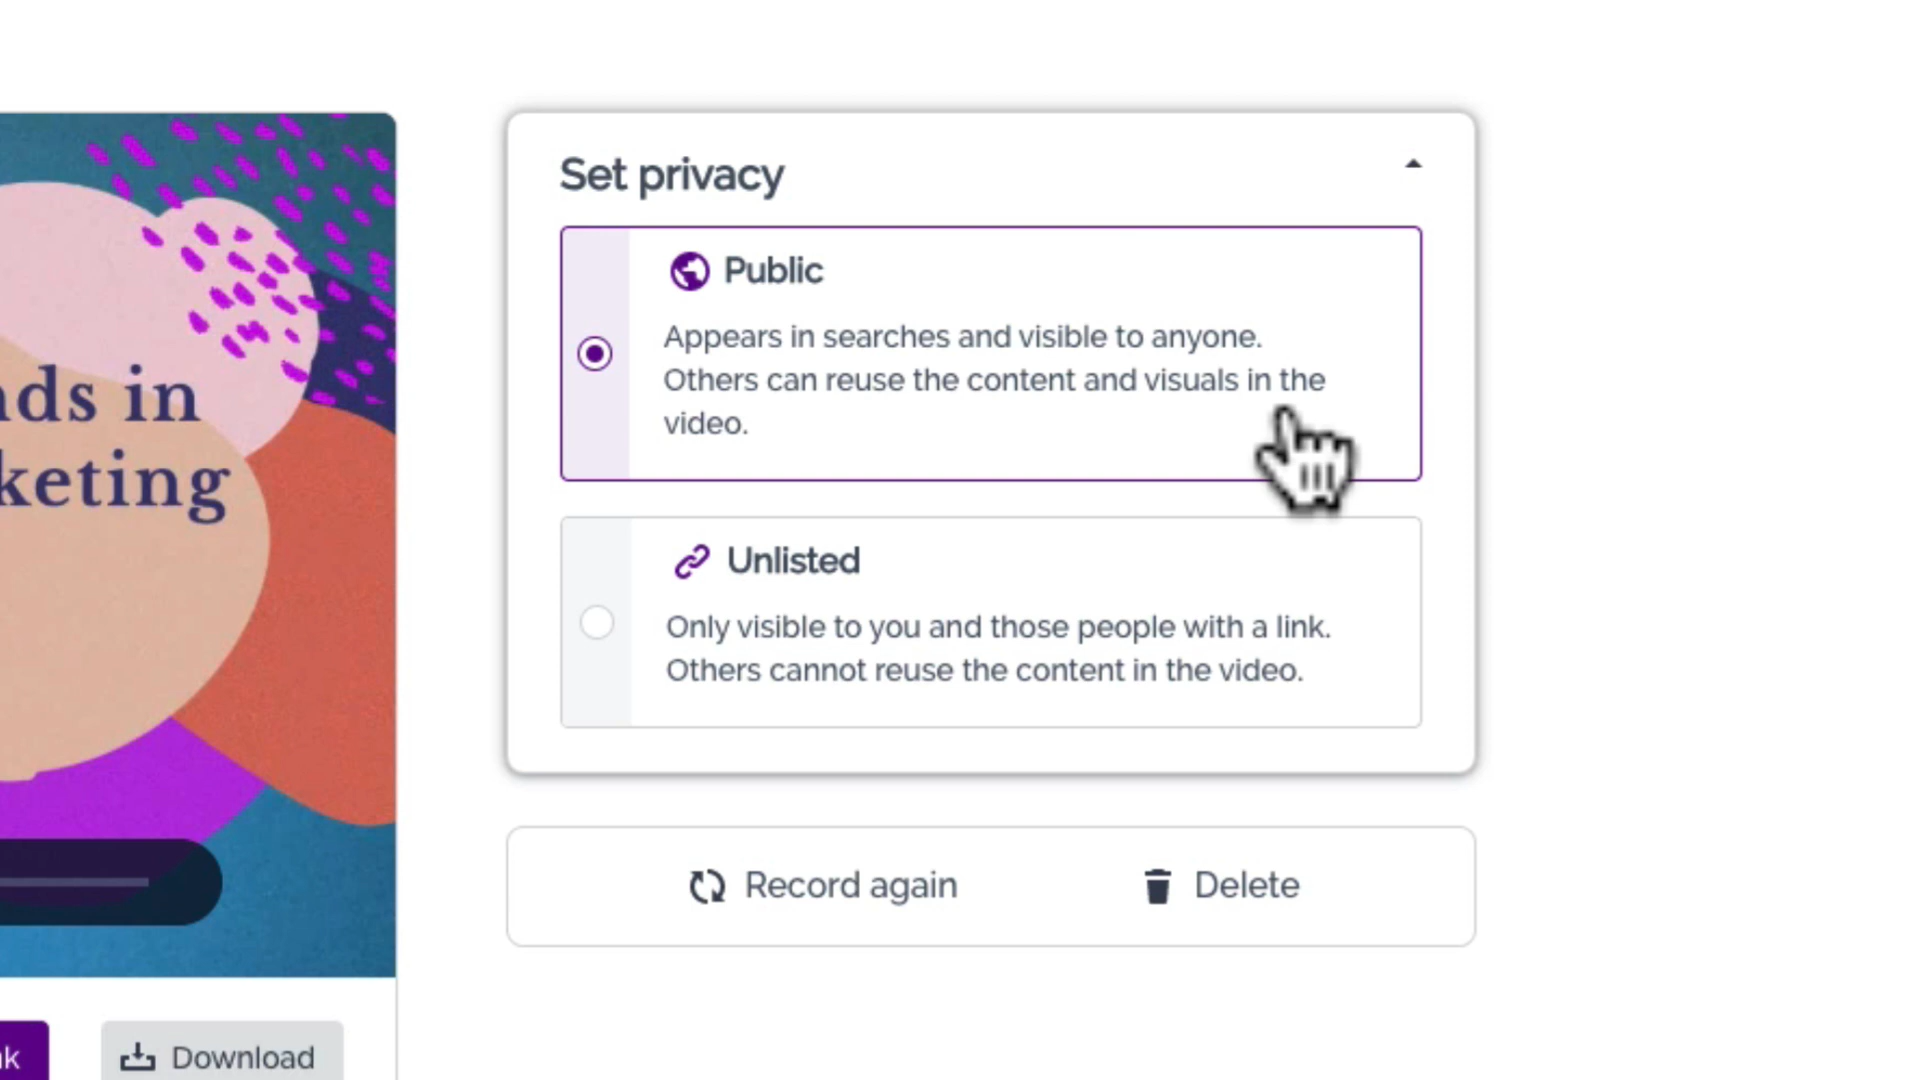 nds in
keting
Set privacy
Public
Appears in searches and visible to anyone.
Others can reuse the content and visuals in the
video.
Unlisted
Only visible to you and those people with a link.
Others cannot reuse the content in the video.
Record again
Delete
nk
Download